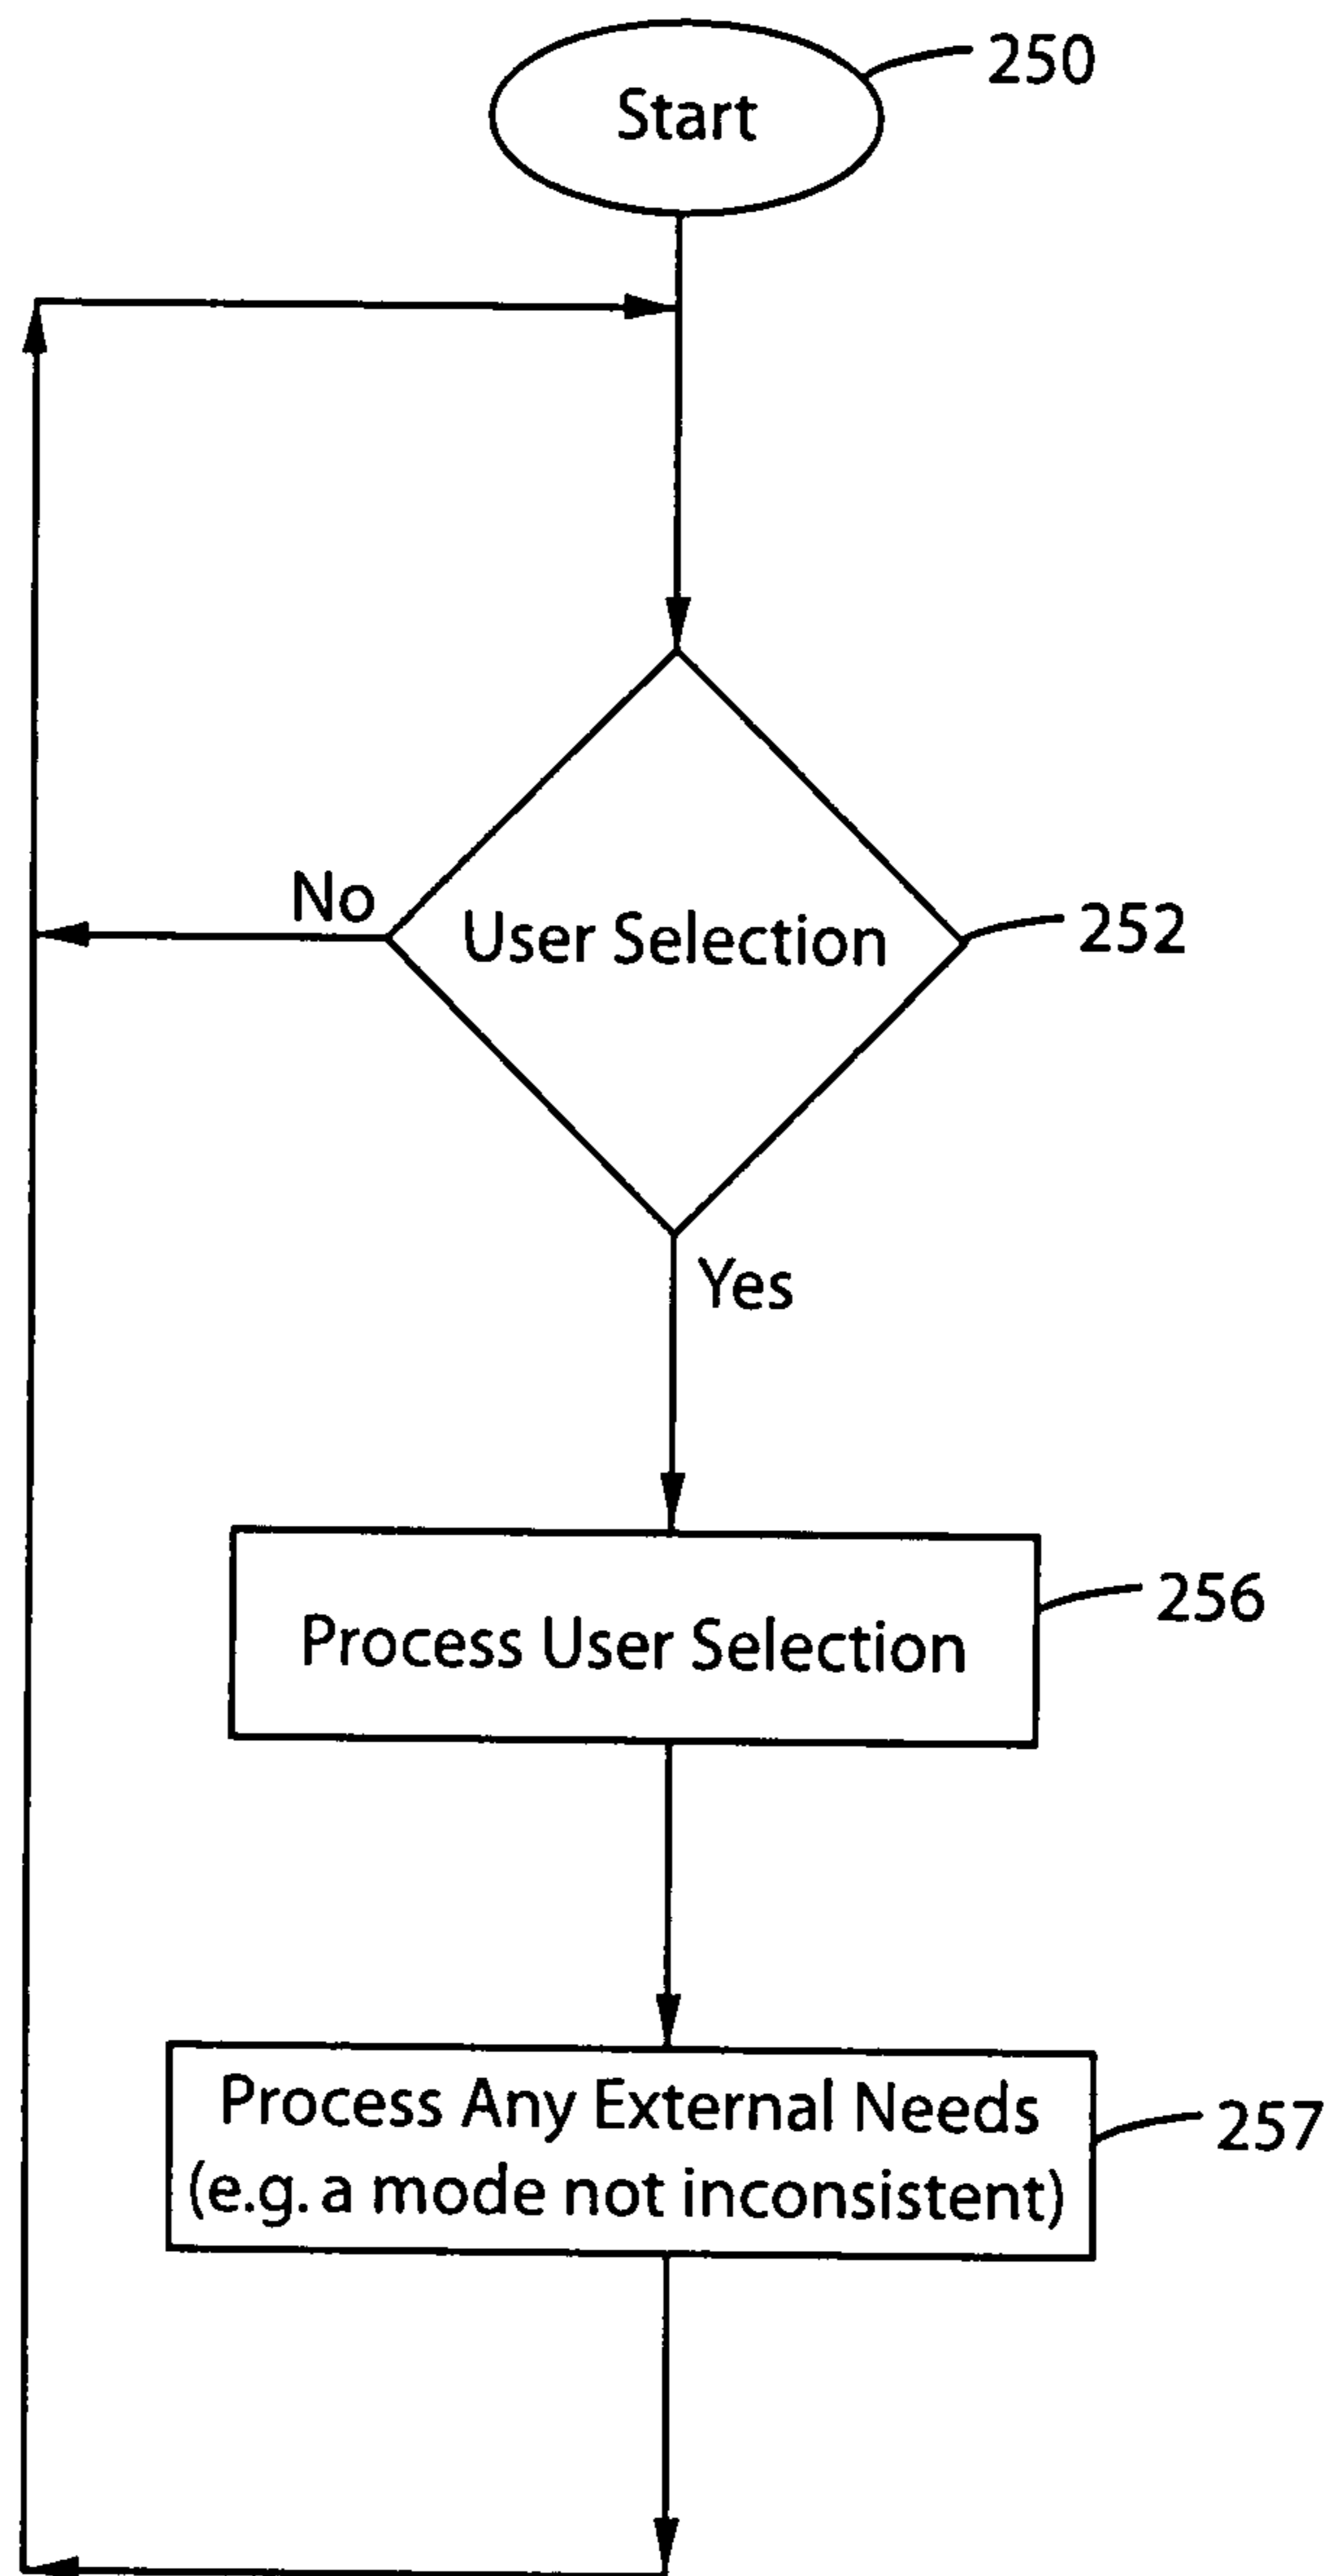 Start
250
No
User Selection
252
Yes
Process User Selection
256
Process Any External Needs
(e.g. a mode not inconsistent)
257